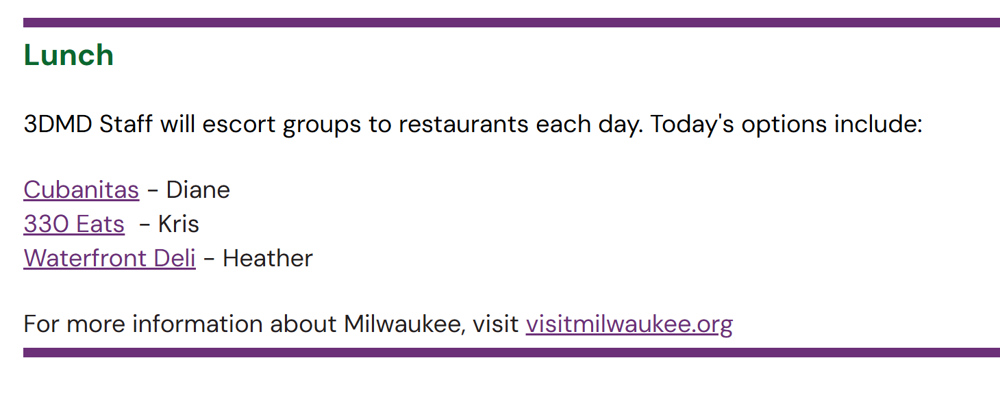 Lunch
3DMD Staff will escort groups to restaurants each day. Today's options include:
Cubanitas - Diane
330 Eats  - Kris
Waterfront Deli - Heather
For more information about Milwaukee, visit visitmilwaukee.org